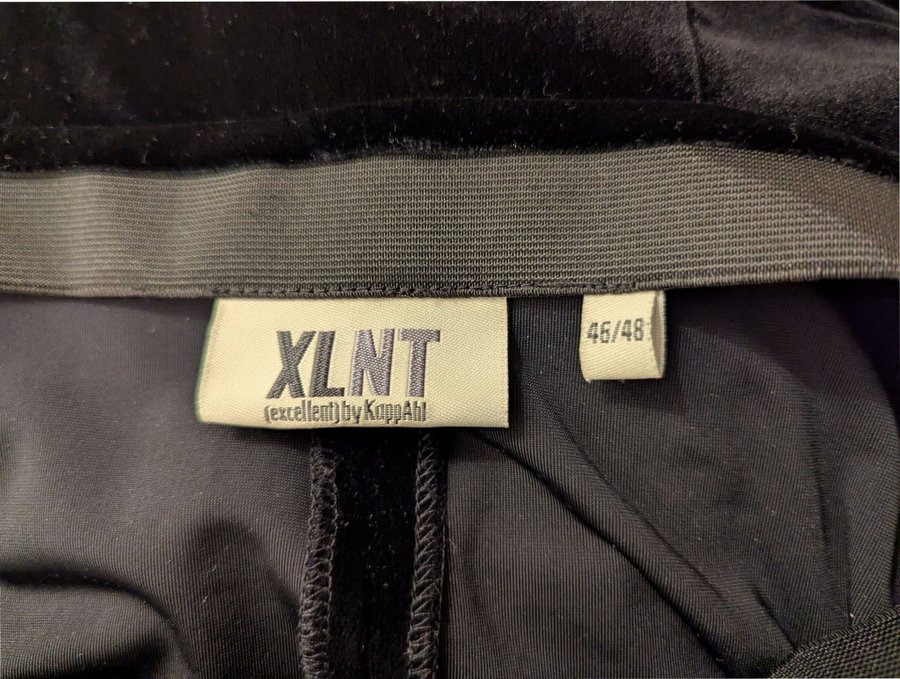 XLNT
(excellent) by KappAhl
46/48